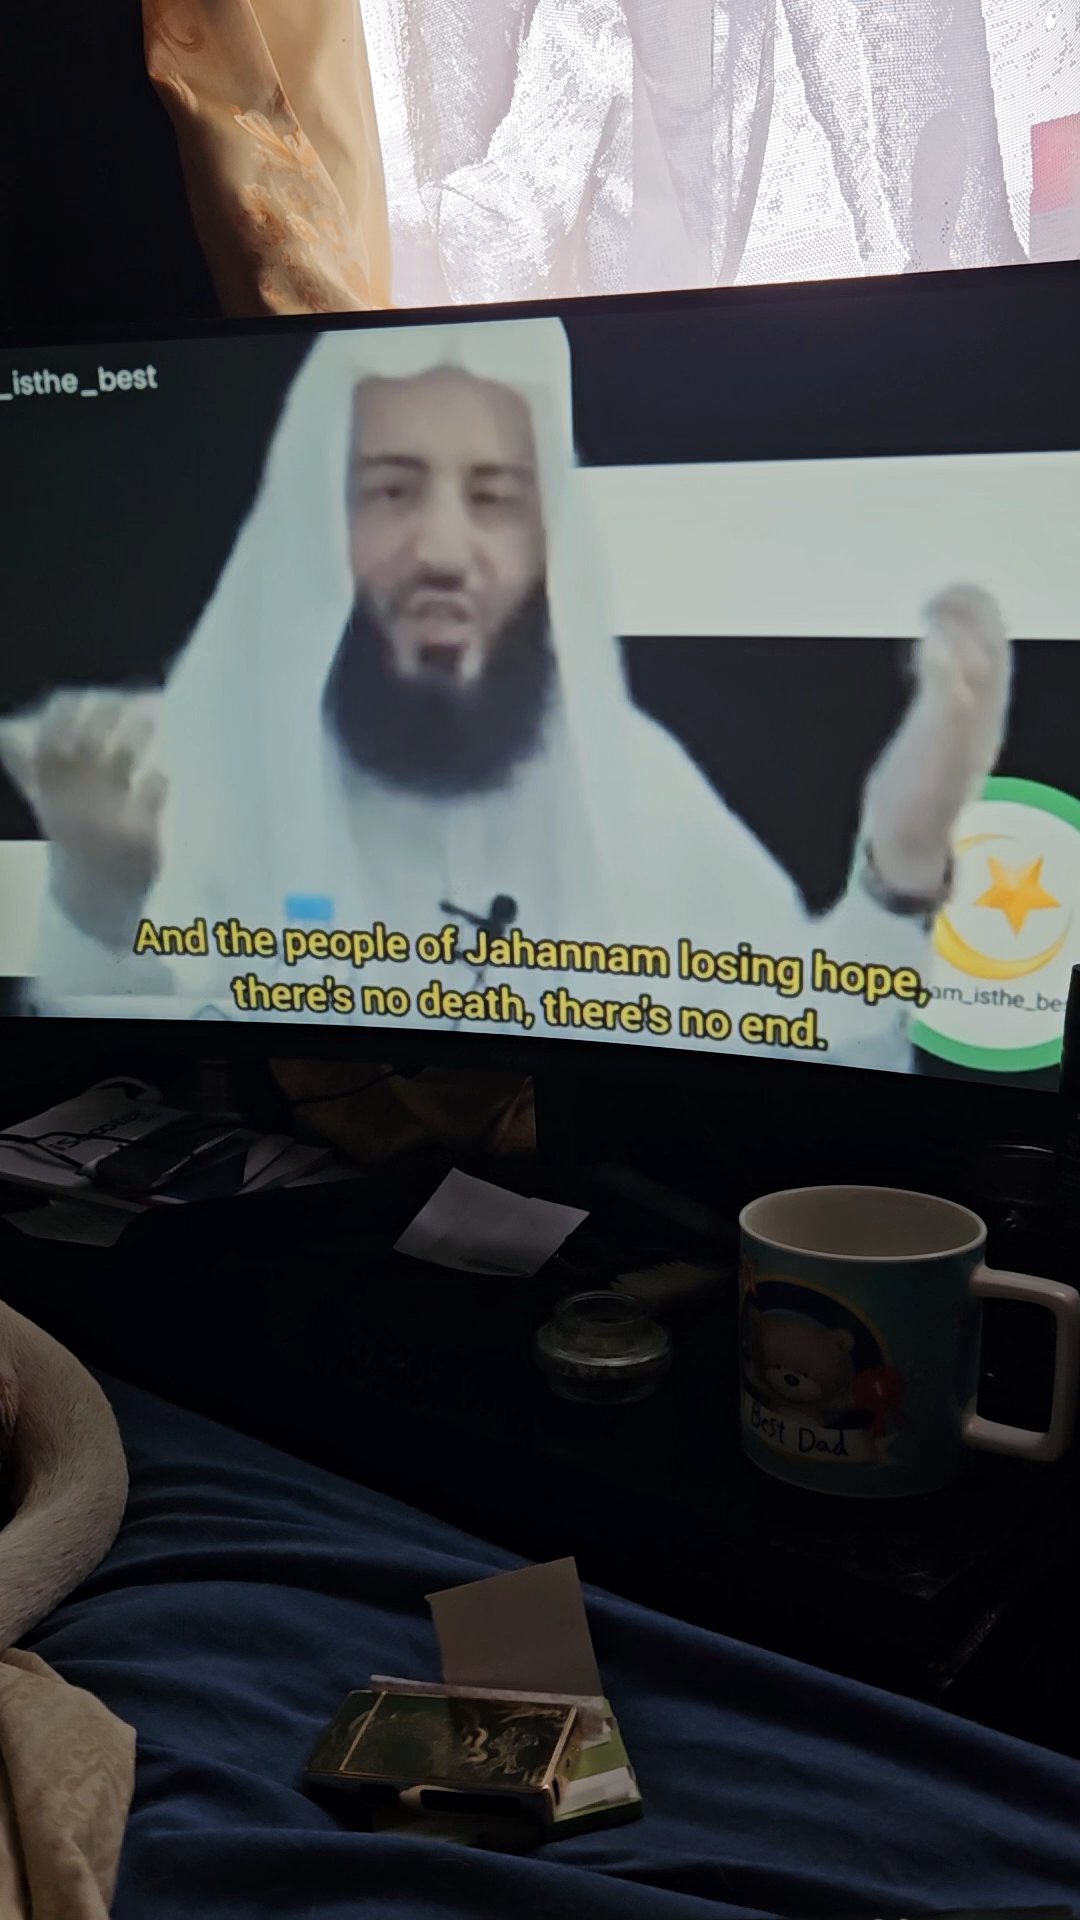 _isthe_best
And the people of Jahannam losing hope,
there's no death, there's no end.
am_isthe_be
Best Dad